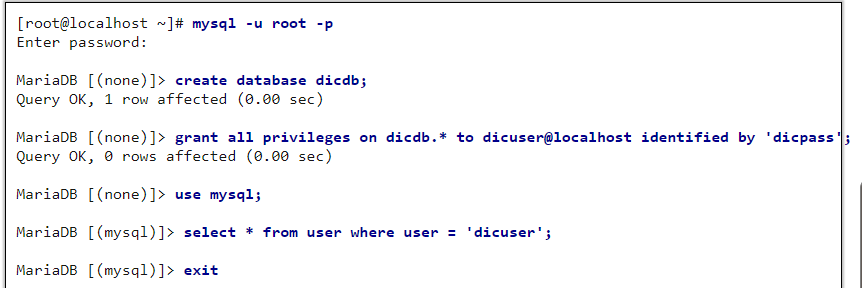 [root@localhost ~]# mysql -u root -p
Enter password:
MariaDB [(none)]> create database dicdb;
Query OK, 1 row affected (0.00 sec)
MariaDB [(none)]> grant all privileges on dicdb.* to dicuser@localhost identified by 'dicpass';
Query OK, 0 rows affected (0.00 sec)
MariaDB [(none)]> use mysql;
MariaDB [(mysql)]> select * from user where user = 'dicuser';
MariaDB [(mysql)]> exit